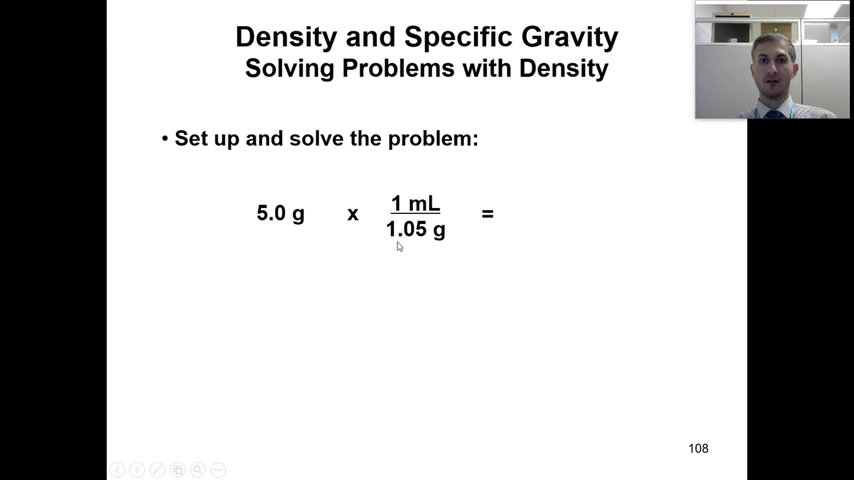 Density and Specific Gravity
Solving Problems with Density
• Set up and solve the problem:
5.0 g x 1 mL =
1.05 g
108